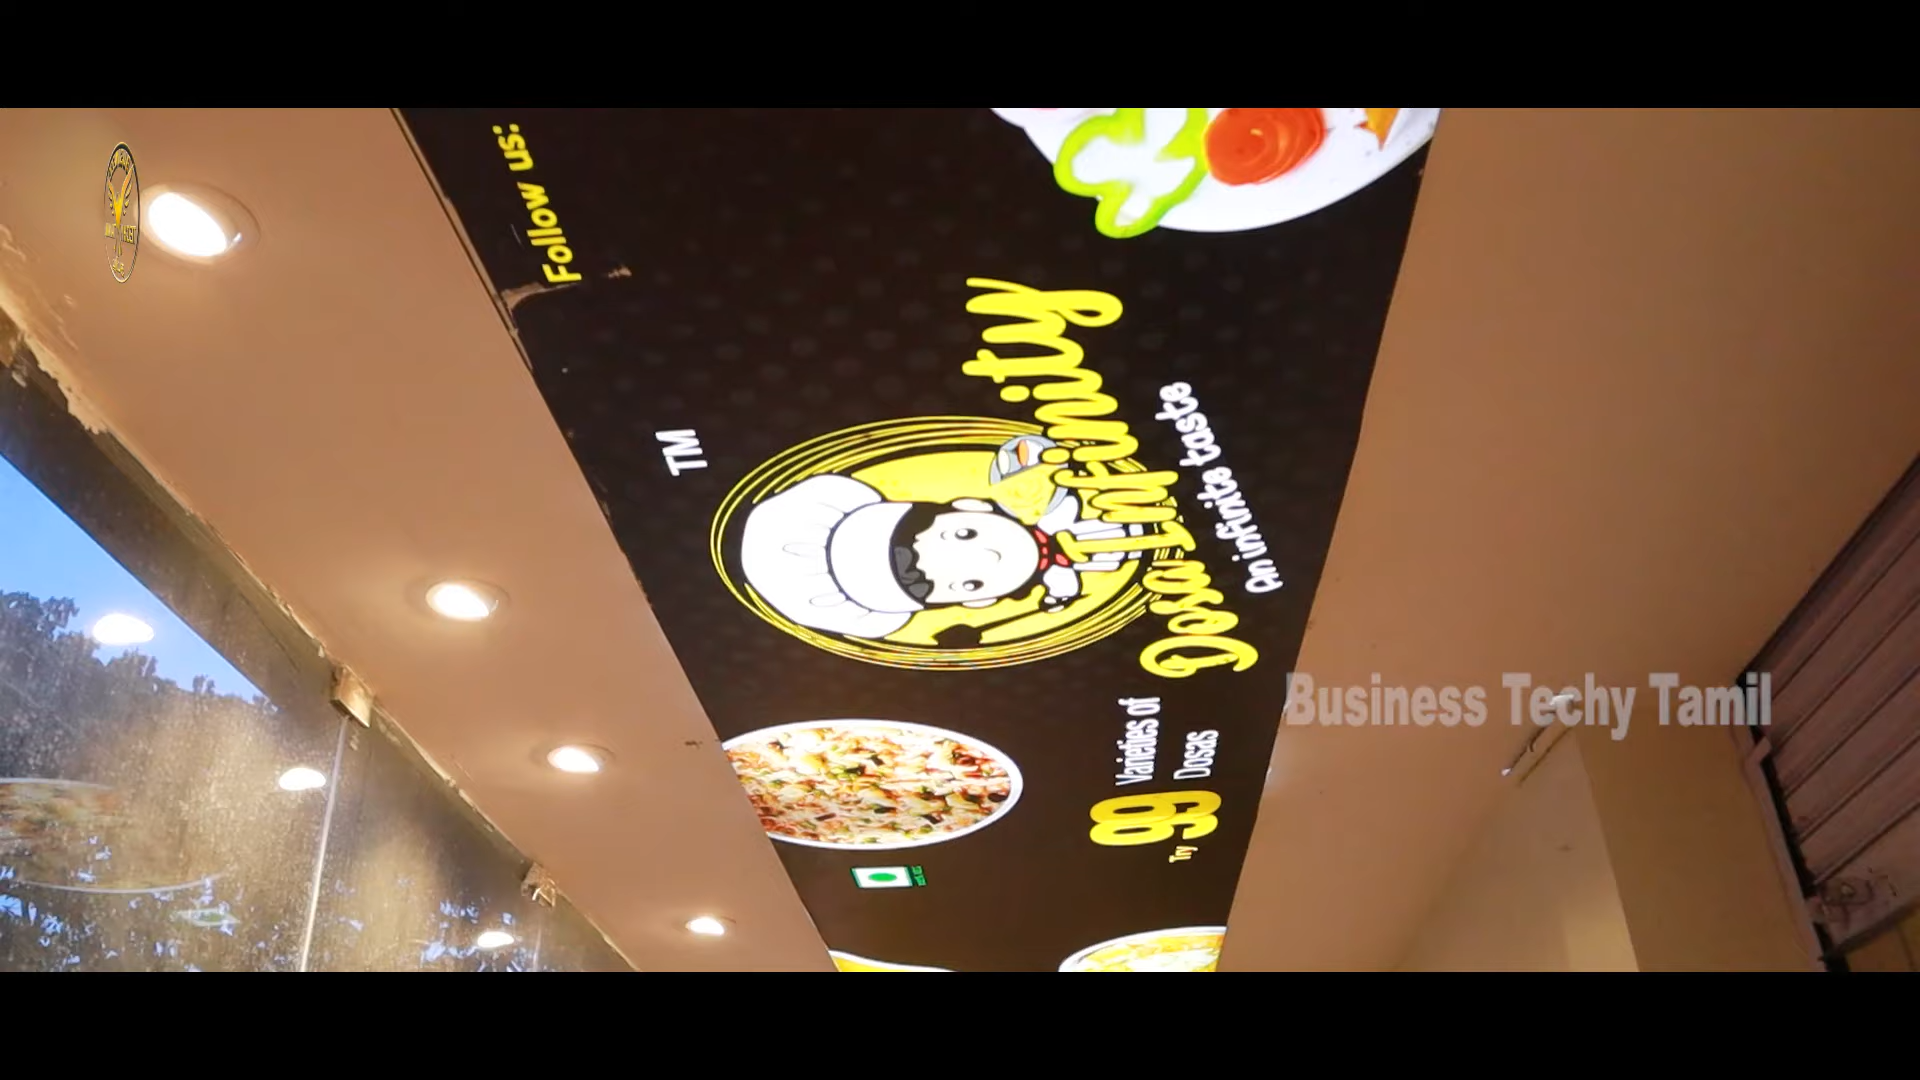 Follow us:
TM
Dosa Infinity
An infinite taste
Try 99 Varieties of
Dosas
Business Techy Tamil